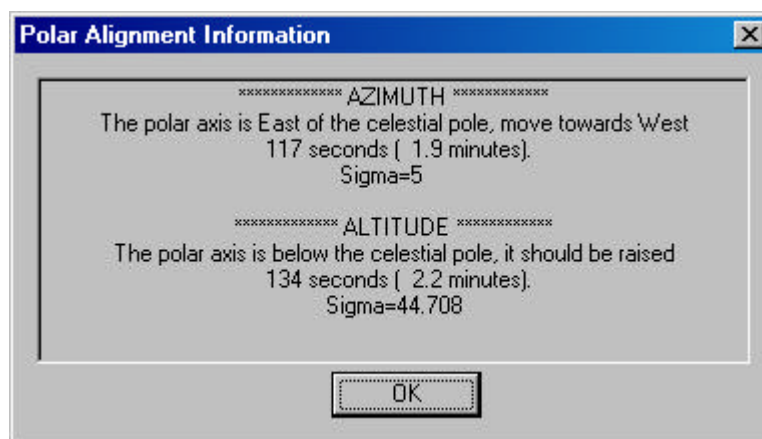 Polar Alignment Information
************* AZIMUTH ************
The polar axis is East of the celestial pole, move towards West
117 seconds (  1.9 minutes).
Sigma=5
************* ALTITUDE ************
The polar axis is below the celestial pole, it should be raised
134 seconds (  2.2 minutes).
Sigma=44.708
OK